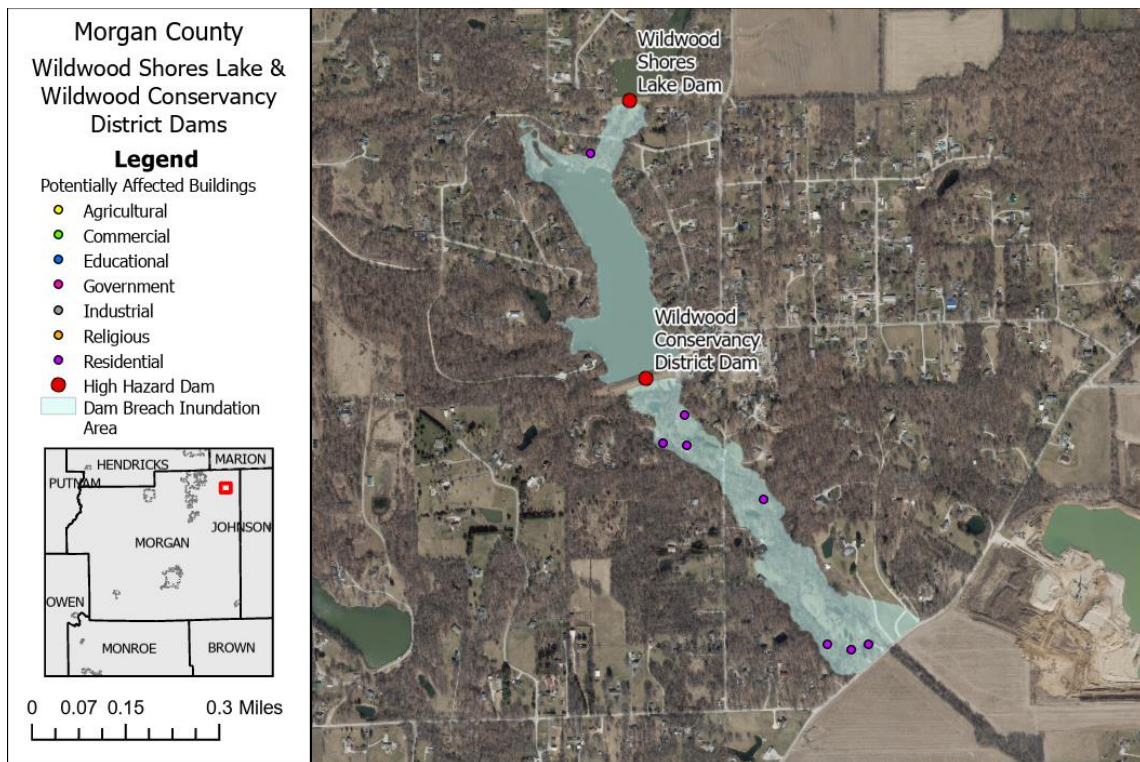 Morgan County
Wildwood Shores Lake &
Wildwood Conservancy
District Dams
Legend
Potentially Affected Buildings
Agricultural
Commercial
Educational
Government
Industrial
Religious
Residential
High Hazard Dam
Dam Breach Inundation
Area
HENDRICKS
MARION
PUTNAM
JOHNSON
MORGAN
OWEN
MONROE
BROWN
0 0.07 0.15 0.3 Miles
Wildwood
Shores
Lake Dam
Wildwood
Conservancy
District Dam